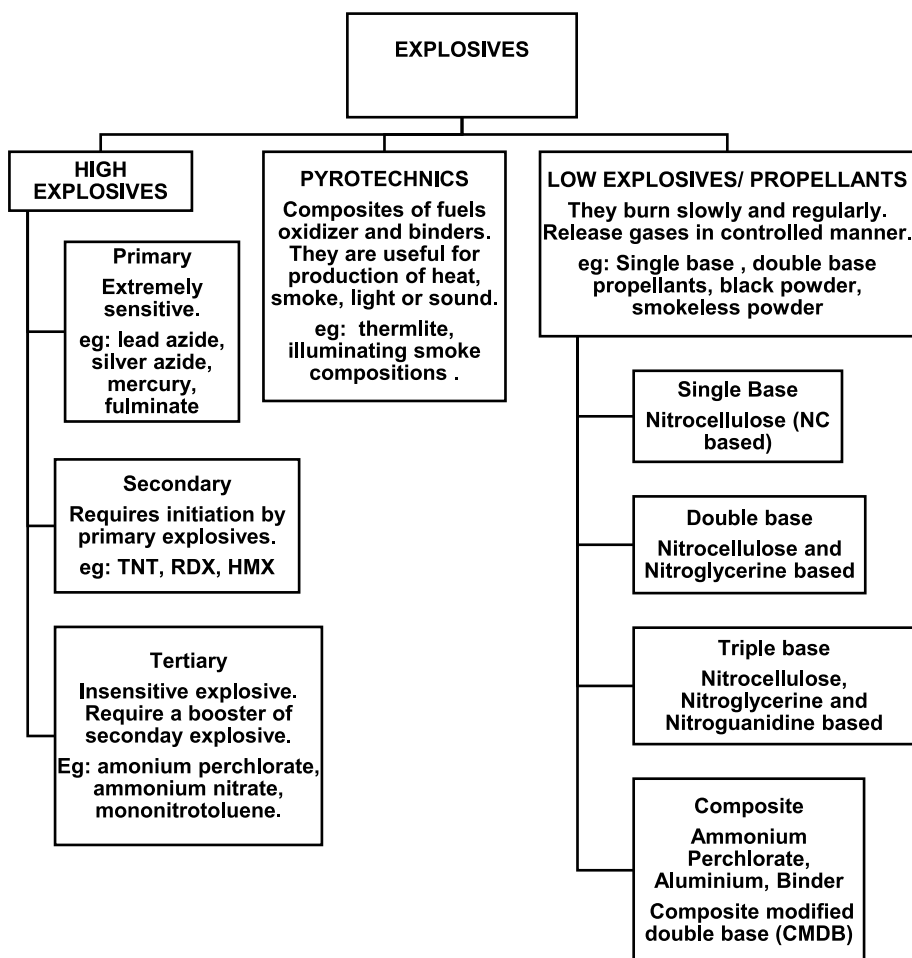 EXPLOSIVES
HIGH
EXPLOSIVES
Primary
Extremely
sensitive.
eg: lead azide,
silver azide,
mercury,
fulminate
Secondary
Requires initiation by
primary explosives.
eg: TNT, RDX, HMX
Tertiary
Insensitive explosive.
Require a booster of
seconday explosive.
Eg: amonium perchlorate,
ammonium nitrate,
mononitrotoluene.
PYROTECHNICS
Composites of fuels
oxidizer and binders.
They are useful for
production of heat,
smoke, light or sound.
eg: thermlite,
illuminating smoke
compositions .
LOW EXPLOSIVES/ PROPELLANTS
They burn slowly and regularly.
Release gases in controlled manner.
eg: Single base , double base
propellants, black powder,
smokeless powder
Single Base
Nitrocellulose (NC
based)
Double base
Nitrocellulose and
Nitroglycerine based
Triple base
Nitrocellulose,
Nitroglycerine and
Nitroguanidine based
Composite
Ammonium
Perchlorate,
Aluminium, Binder
Composite modified
double base (CMDB)